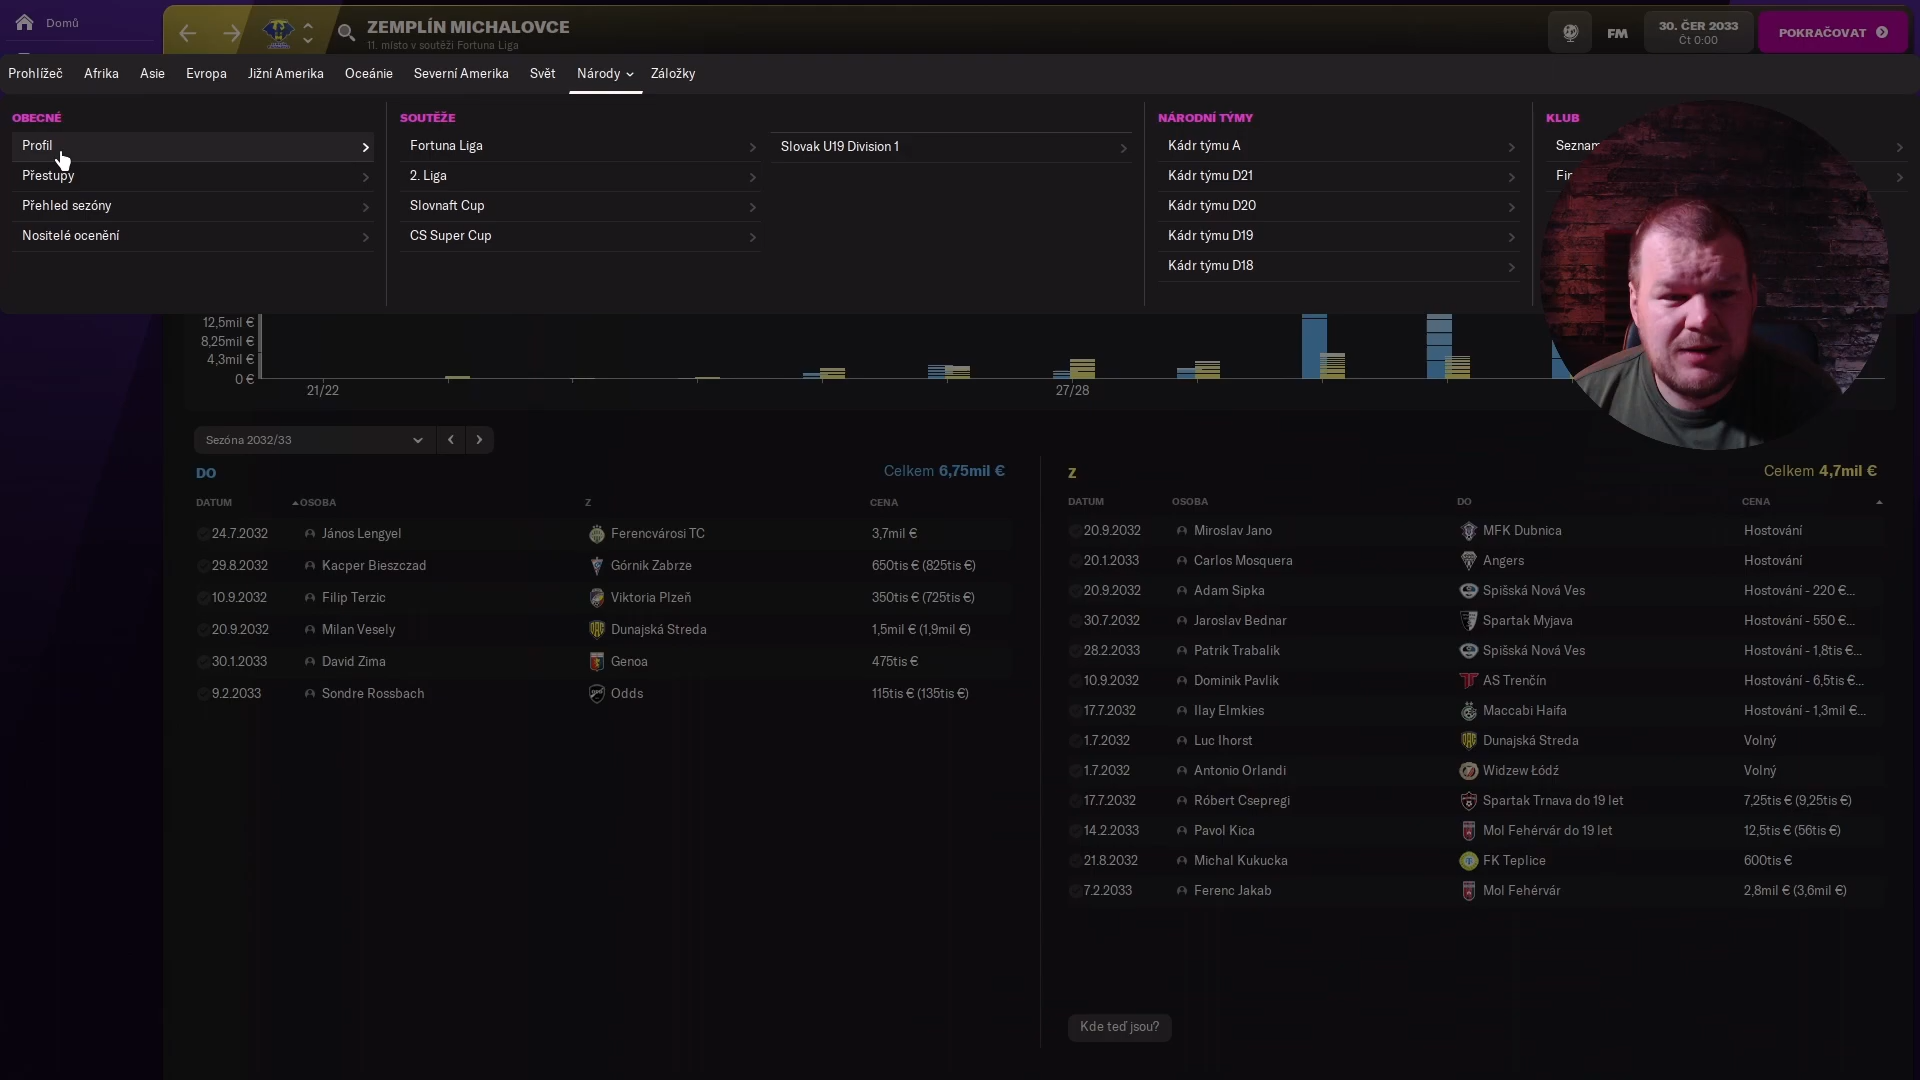 Domů
ZEMPLÍN MICHALOVCE
11. místo v soutěži Fortuna Liga
FM
30. ČER 2033
Čt 0:00
POKRAČOVAT
Prohlížeč Afrika Asie Evropa Jižní Amerika Oceánie Severní Amerika Svět Národy Záložky
OBECNÉ
Profil
Přestupy
Přehled sezóny
Nositelé ocenění
SOUTĚŽE
Fortuna Liga
2. Liga
Slovnaft Cup
CS Super Cup
Slovak U19 Division 1
NÁRODNÍ TÝMY
Kádr týmu A
Kádr týmu D21
Kádr týmu D20
Kádr týmu D19
Kádr týmu D18
KLUB
12,5mil €
8,25mil €
4,3mil €
0 €
21/22 27/28
Sezóna 2032/33
DO Celkem 6,75mil €
DATUM OSOBA Z CENA
24.7.2032 János Lengyel Ferencvárosi TC 3,7mil €
29.8.2032 Kacper Bieszczad Górnik Zabrze 650tis € (825tis €)
10.9.2032 Filip Terzic Viktoria Plzeň 350tis € (725tis €)
20.9.2032 Milan Vesely Dunajská Streda 1,5mil € (1,9mil €)
30.1.2033 David Zima Genoa 475tis €
9.2.2033 Sondre Rossbach Odds 115tis € (135tis €)
Z Celkem 4,7mil €
DATUM OSOBA DO CENA
20.9.2032 Miroslav Jano MFK Dubnica Hostování
20.1.2033 Carlos Mosquera Angers Hostování
20.9.2032 Adam Sipka Spišská Nová Ves Hostování - 220 €...
30.7.2032 Jaroslav Bednar Spartak Myjava Hostování - 550 €...
28.2.2033 Patrik Trabalik Spišská Nová Ves Hostování - 1,8tis €...
10.9.2032 Dominik Pavlik AS Trenčín Hostování - 6,5tis €...
17.7.2032 Ilay Elmkies Maccabi Haifa Hostování - 1,3mil €...
1.7.2032 Luc Ihorst Dunajská Streda Volný
1.7.2032 Antonio Orlandi Widzew Łódź Volný
17.7.2032 Róbert Csepregi Spartak Trnava do 19 let 7,25tis € (9,25tis €)
14.2.2033 Pavol Kica Mol Fehérvár do 19 let 12,5tis € (56tis €)
21.8.2032 Michal Kukucka FK Teplice 600tis €
7.2.2033 Ferenc Jakab Mol Fehérvár 2,8mil € (3,6mil €)
Kde teď jsou?